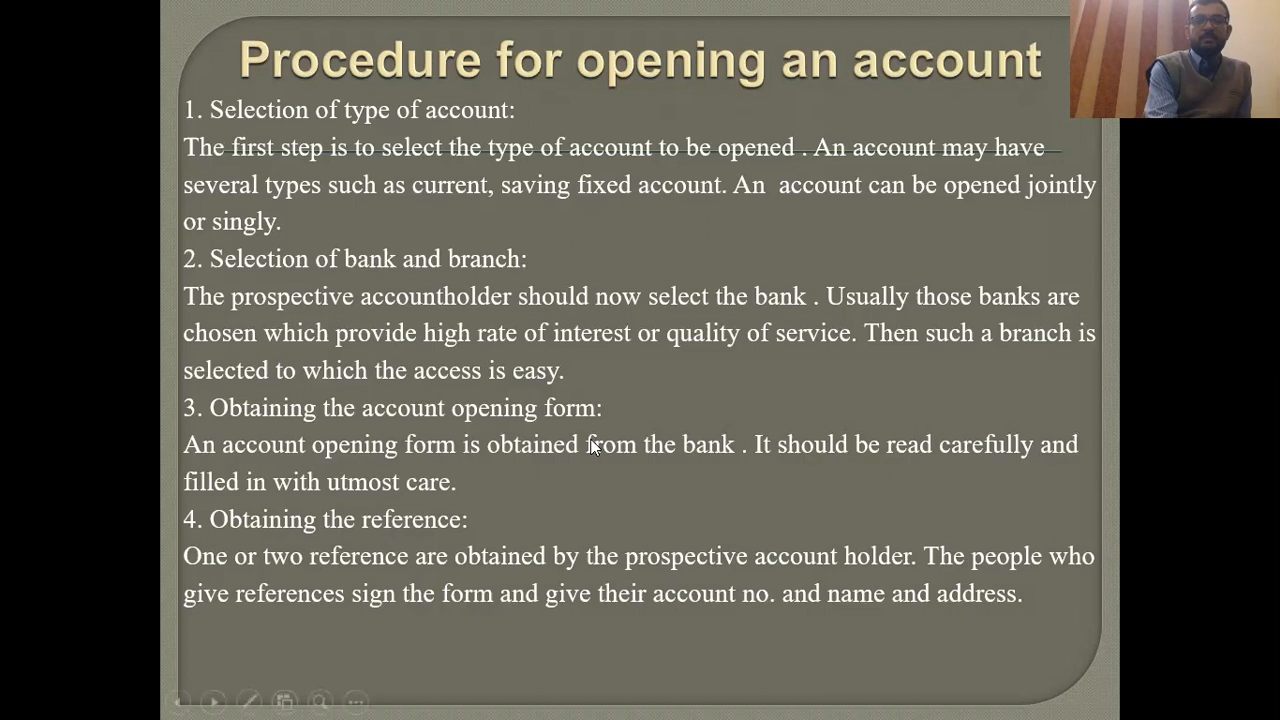 Procedure for opening an account
1. Selection of type of account:
The first step is to select the type of account to be opened . An account may have
several types such as current, saving fixed account. An account can be opened jointly
or singly.
2. Selection of bank and branch:
The prospective accountholder should now select the bank . Usually those banks are
chosen which provide high rate of interest or quality of service. Then such a branch is
selected to which the access is easy.
3. Obtaining the account opening form:
An account opening form is obtained from the bank . It should be read carefully and
filled in with utmost care.
4. Obtaining the reference:
One or two reference are obtained by the prospective account holder. The people who
give references sign the form and give their account no. and name and address.